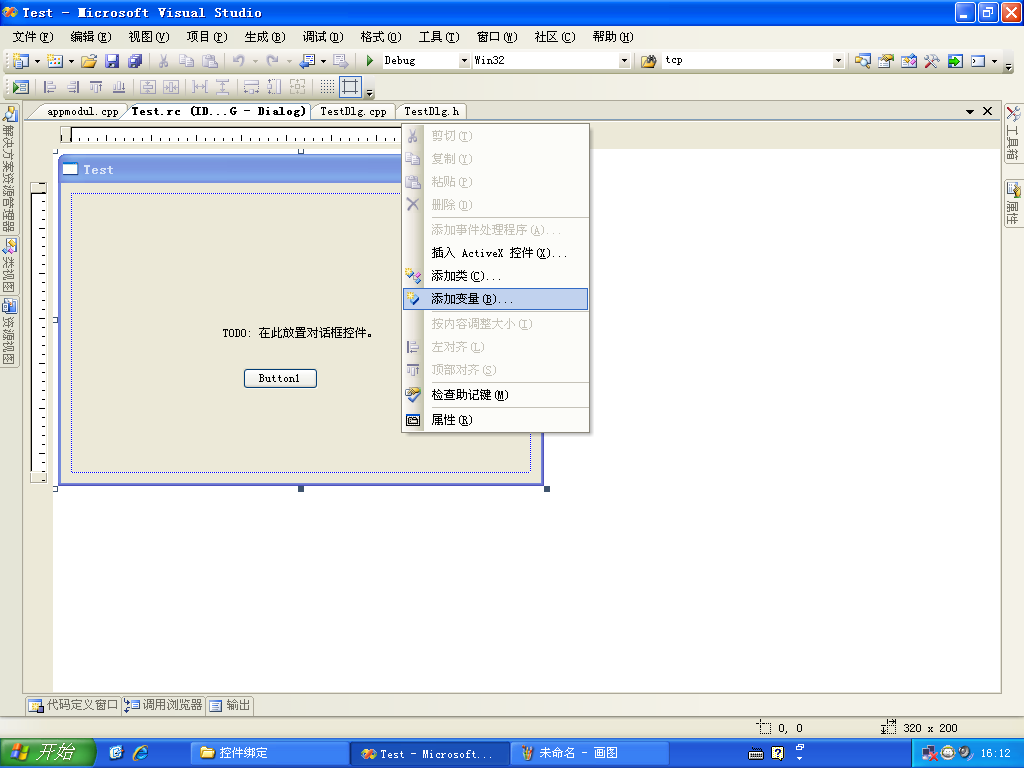 Test - Microsoft Visual Studio
文件(F) 编辑(E) 视图(V) 项目(P) 生成(B) 调试(D) 格式(O) 工具(T) 窗口(W) 社区(C) 帮助(H)
Debug Win32 tcp
appmodul.cpp Test.rc (ID...G - Dialog) TestDlg.cpp TestDlg.h
解决方案资源管理器
类视图
资源视图
工具箱
属性
Test
TODO: 在此放置对话框控件。
Button1
剪切(T)
复制(Y)
粘贴(P)
删除(D)
添加事件处理程序(A)...
插入 ActiveX 控件(X)...
添加类(C)...
添加变量(B)...
按内容调整大小(I)
左对齐(L)
顶部对齐(S)
检查助记键(M)
属性(R)
代码定义窗口 调用浏览器 输出
0, 0 320 x 200
开始 控件绑定 Test - Microsoft... 未命名 - 画图 16:12